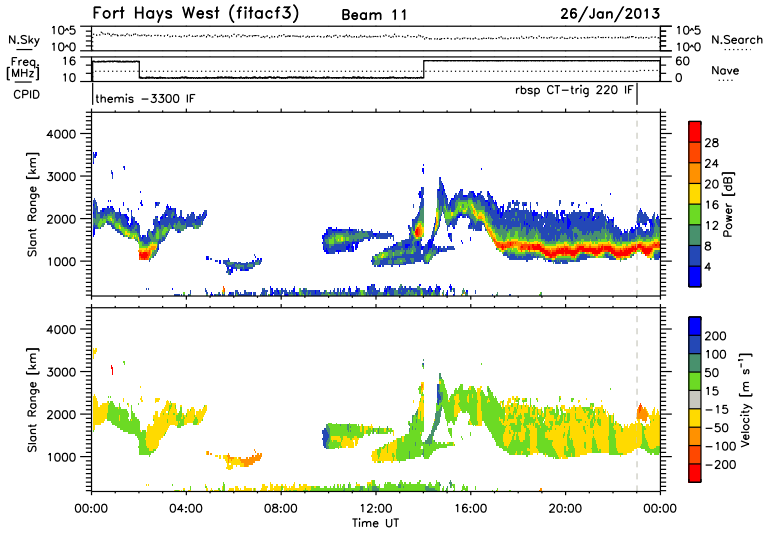 Fort Hays West (fitacf3) Beam 11 26/Jan/2013
N.Sky 10^5 10^0 10^5 10^0 N.Search
Freq. [MHz] 16 10 60 0 Nave
CPID themis -3300 IF rbsp CT-trig 220 IF
Slant Range [km]
4000
3000
2000
1000
28
24
20
16
12
8
4
Power [dB]
Slant Range [km]
4000
3000
2000
1000
200
100
50
15
-15
-50
-100
-200
Velocity [m s^-1]
00:00 04:00 08:00 12:00 16:00 20:00 00:00
Time UT